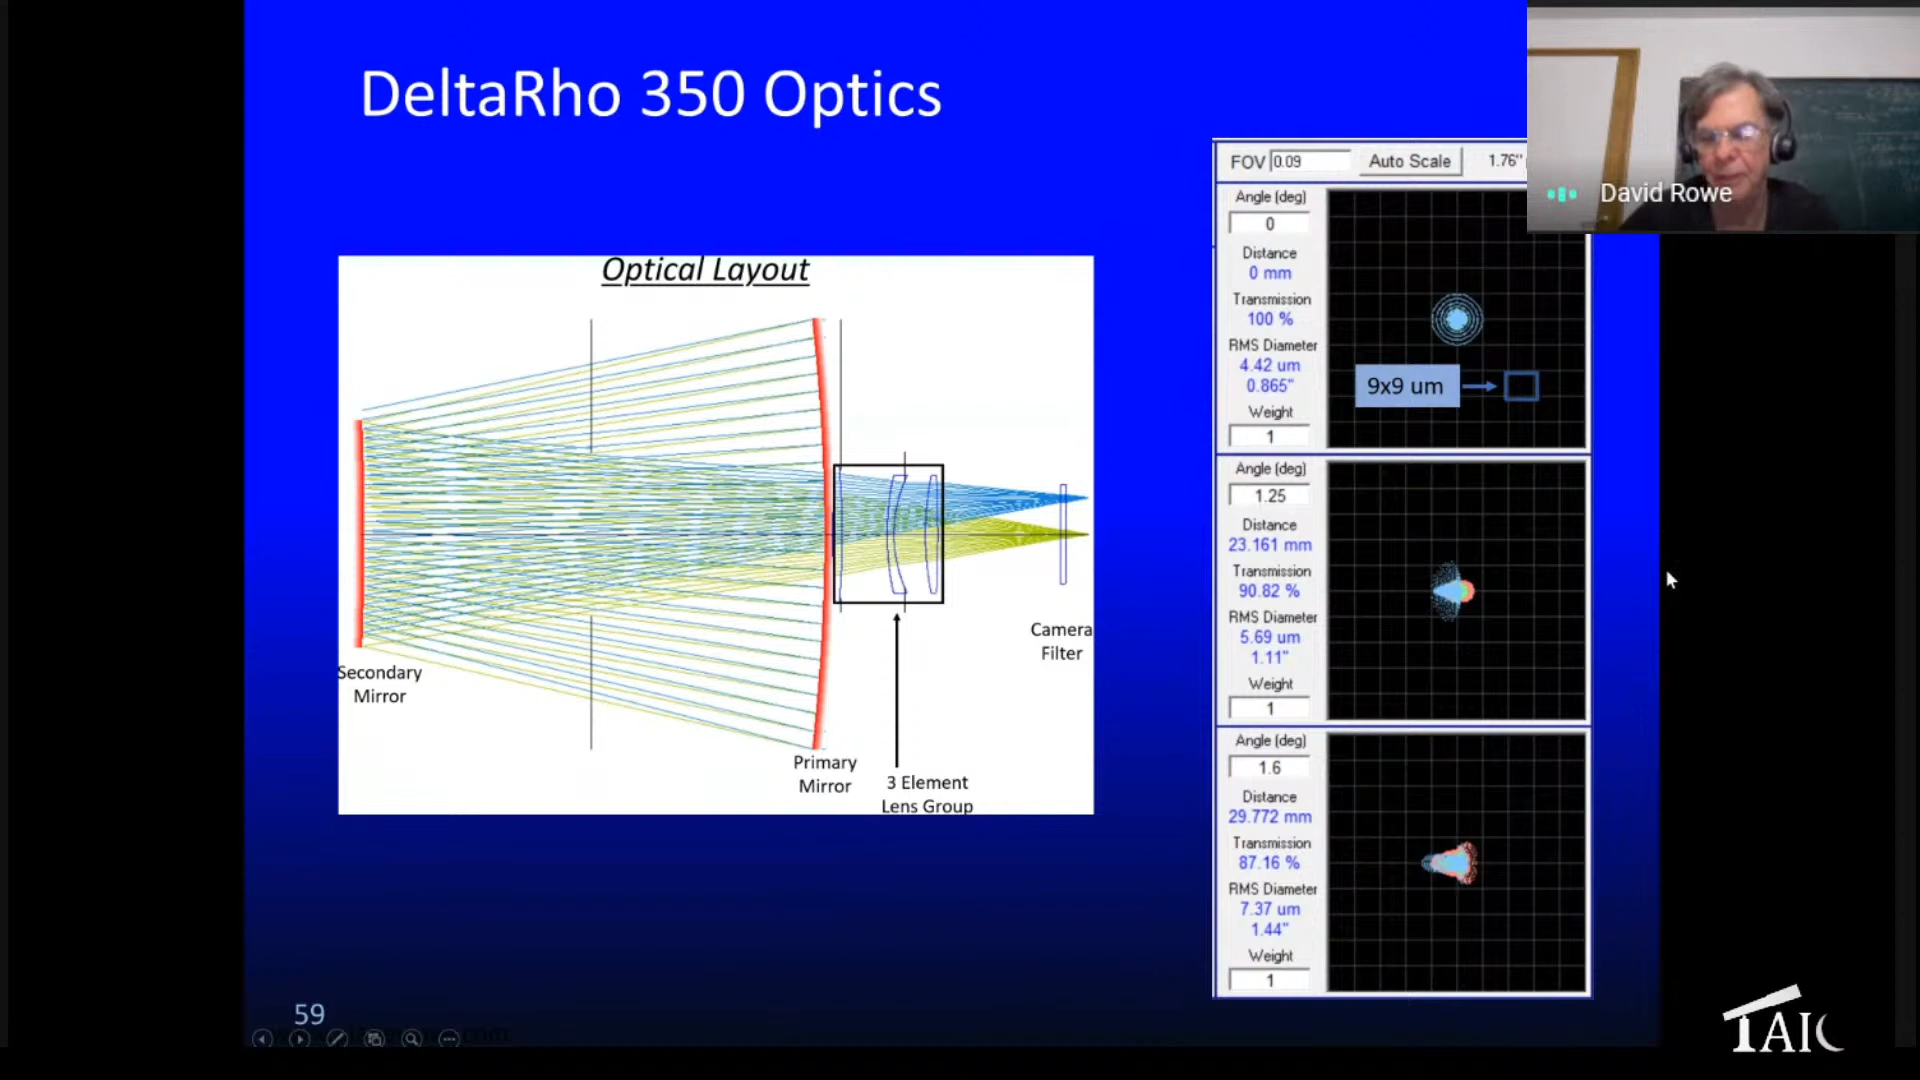 DeltaRho 350 Optics
Optical Layout
Secondary
Mirror
Primary
Mirror
3 Element
Lens Group
Camera
Filter
FOV 0.09 Auto Scale 1.76"
Angle (deg)
0
Distance
0 mm
Transmission
100 %
RMS Diameter
4.42 um
0.865"
Weight
1
9x9 um
Angle (deg)
1.25
Distance
23.161 mm
Transmission
90.82 %
RMS Diameter
5.69 um
1.11"
Weight
1
Angle (deg)
1.6
Distance
29.772 mm
Transmission
87.16 %
RMS Diameter
7.37 um
1.44"
Weight
1
David Rowe
59
TAIC